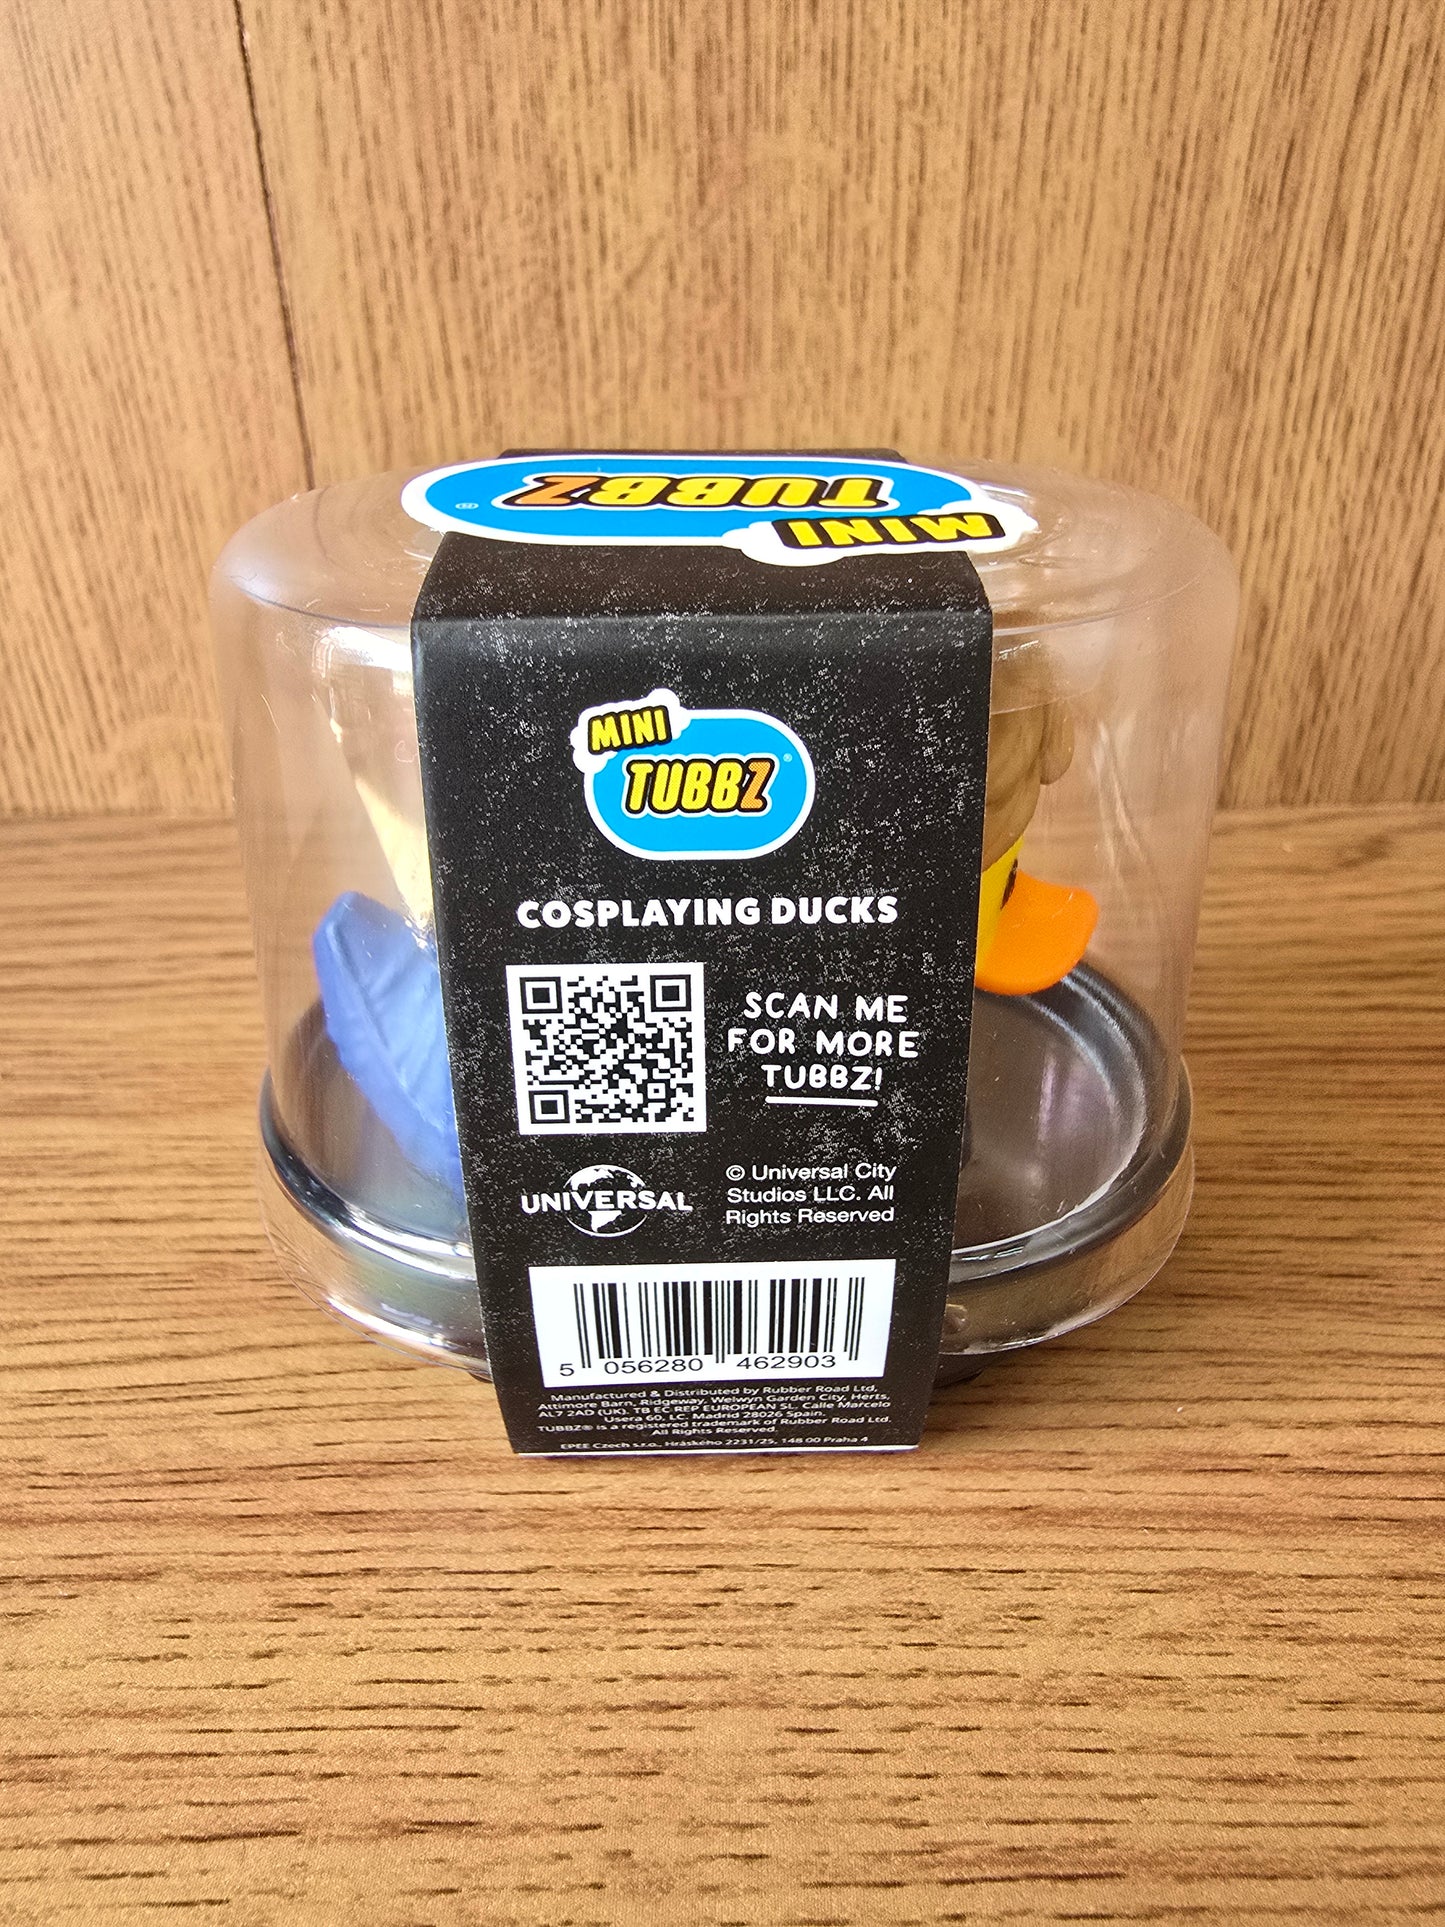 MINI
TUBBZ®
MINI
TUBBZ®
COSPLAYING DUCKS
SCAN ME
FOR MORE
TUBBZ!
UNIVERSAL
© Universal City
Studios LLC. All
Rights Reserved
5 056280 462903
Manufactured & Distributed by Rubber Road Ltd,
Attimore Barn, Ridgeway, Welwyn Garden City, Herts,
AL7 2AD (UK). TB EC REP EUROPEAN SL. Calle Marcelo
Usera 60, LC. Madrid 28026 Spain.
TUBBZ® is a registered trademark of Rubber Road Ltd.
All Rights Reserved.
EPEE Czech s.r.o., Hráského 2231/25, 148 00 Praha 4